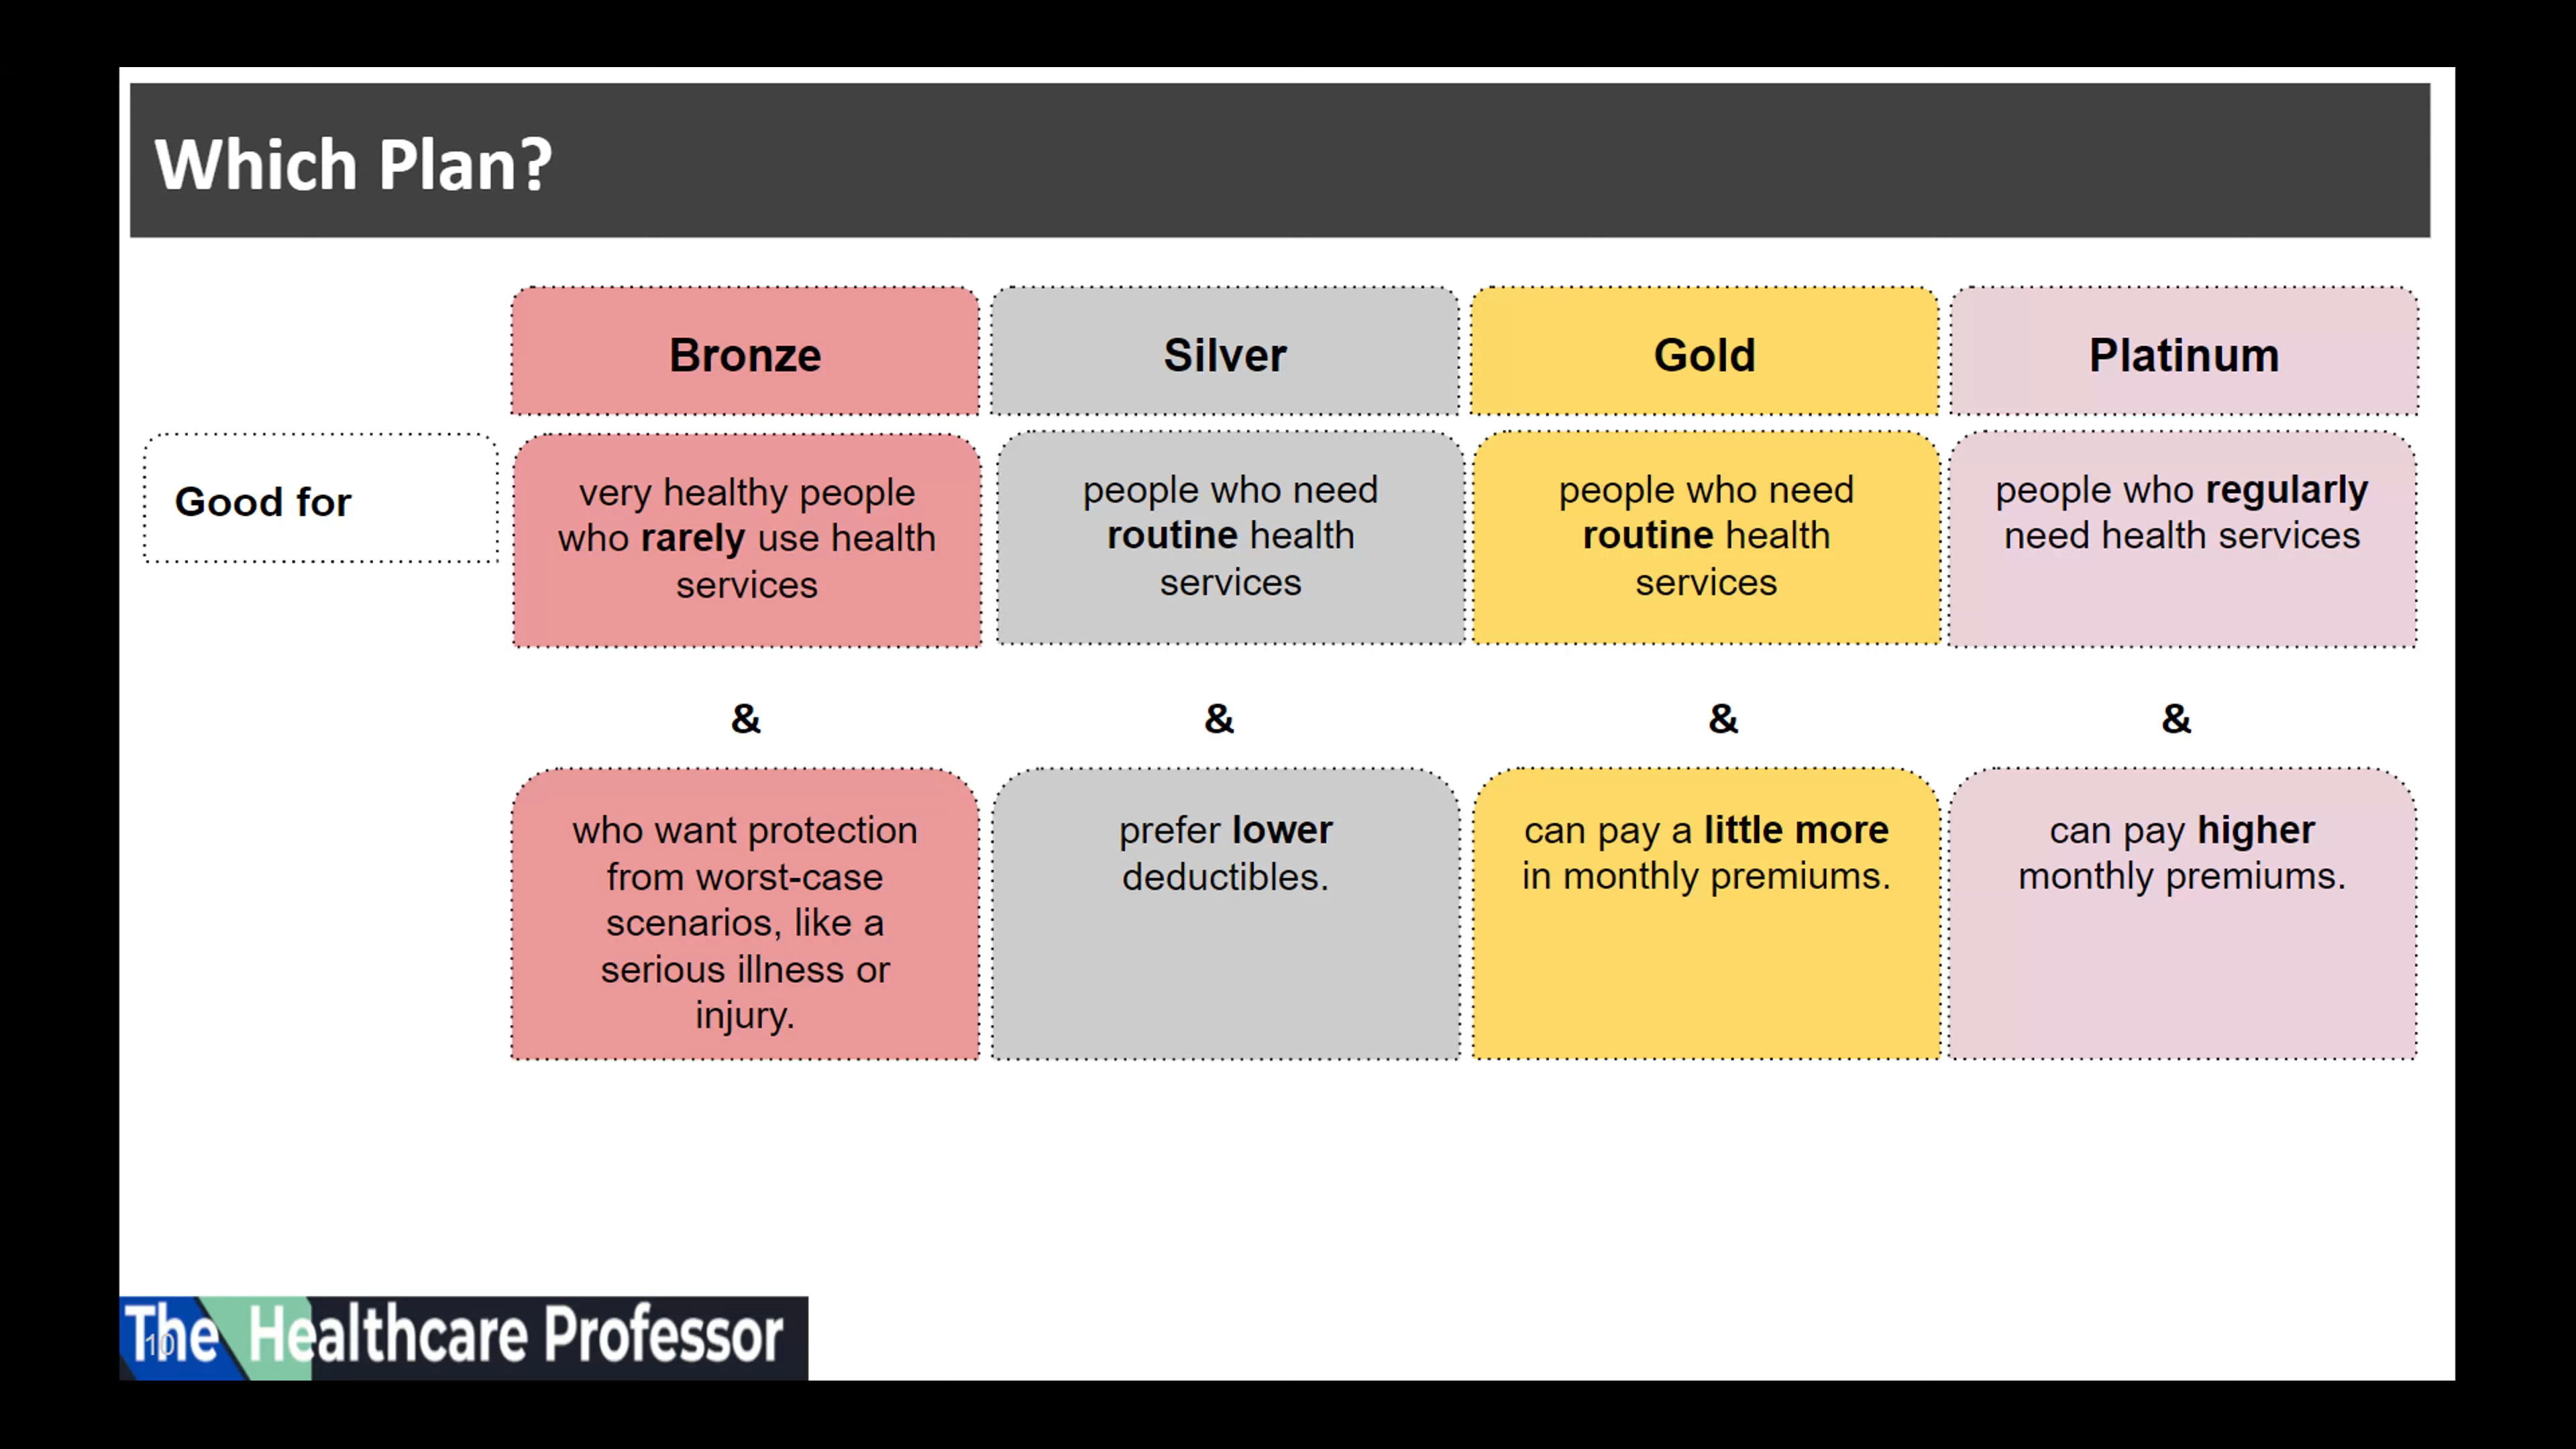 Which Plan?
Bronze
Silver
Gold
Platinum
Good for
very healthy people
who rarely use health
services
people who need
routine health
services
people who need
routine health
services
people who regularly
need health services
&
&
&
&
who want protection
from worst-case
scenarios, like a
serious illness or
injury.
prefer lower
deductibles.
can pay a little more
in monthly premiums.
can pay higher
monthly premiums.
The Healthcare Professor
10